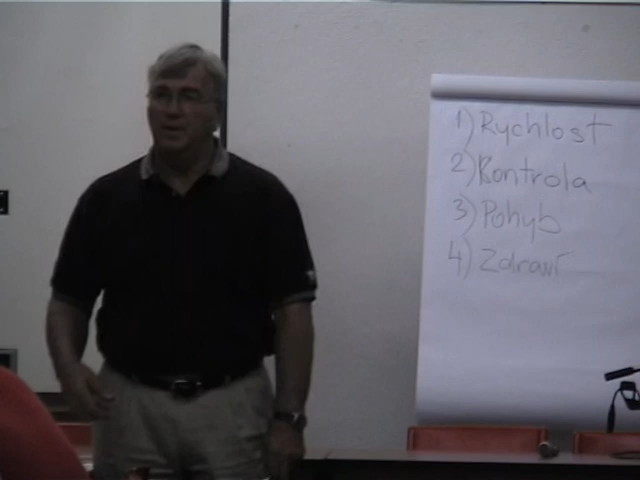 1) Rychlost
2) Kontrola
3) Pohyb
4) Zdraví